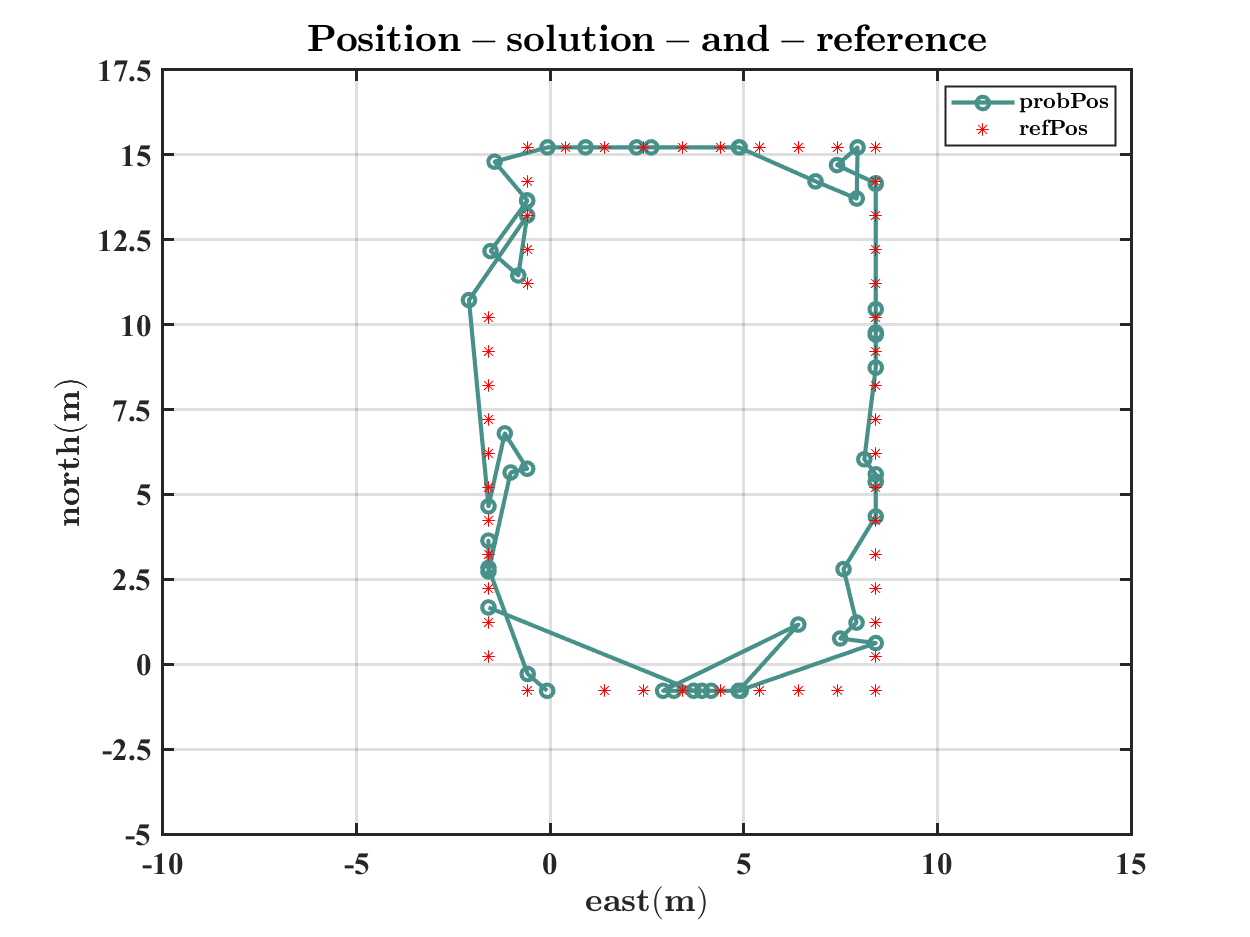 Position – solution – and – reference
probPos
refPos
17.5
15
12.5
10
7.5
5
2.5
0
-2.5
-5
north(m)
-10 -5 0 5 10 15
east(m)